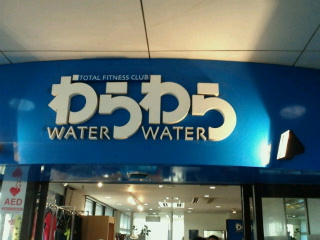 TOTAL FITNESS CLUB
わらわら
WATER WATER
AED